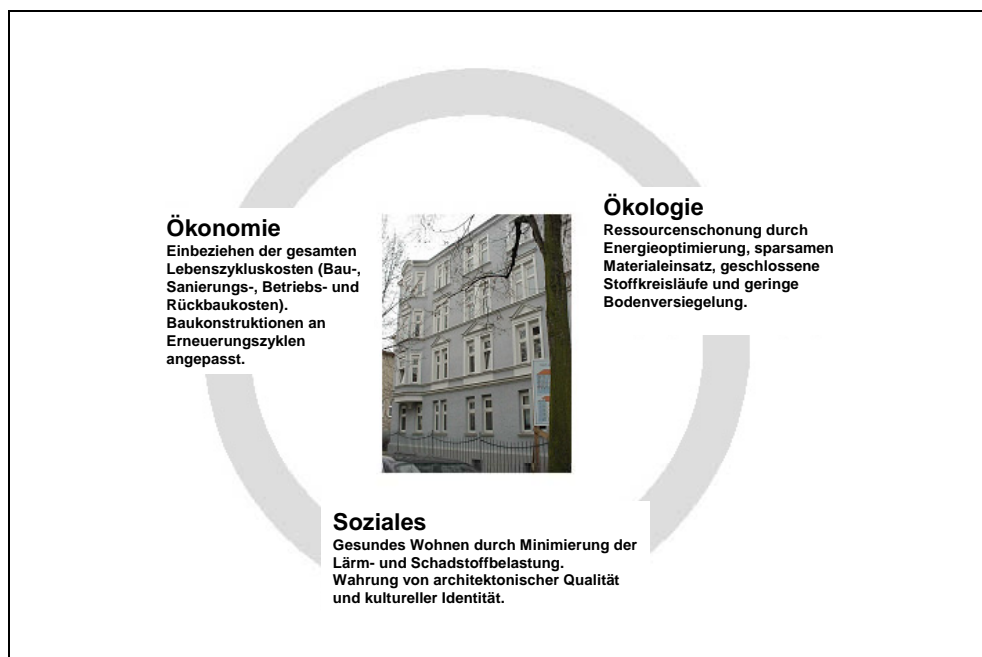 Ökonomie
Einbeziehen der gesamten
Lebenszykluskosten (Bau-,
Sanierungs-, Betriebs- und
Rückbaukosten).
Baukonstruktionen an
Erneuerungszyklen
angepasst.
Ökologie
Ressourcenschonung durch
Energieoptimierung, sparsamen
Materialeinsatz, geschlossene
Stoffkreisläufe und geringe
Bodenversiegelung.
Soziales
Gesundes Wohnen durch Minimierung der
Lärm- und Schadstoffbelastung.
Wahrung von architektonischer Qualität
und kultureller Identität.